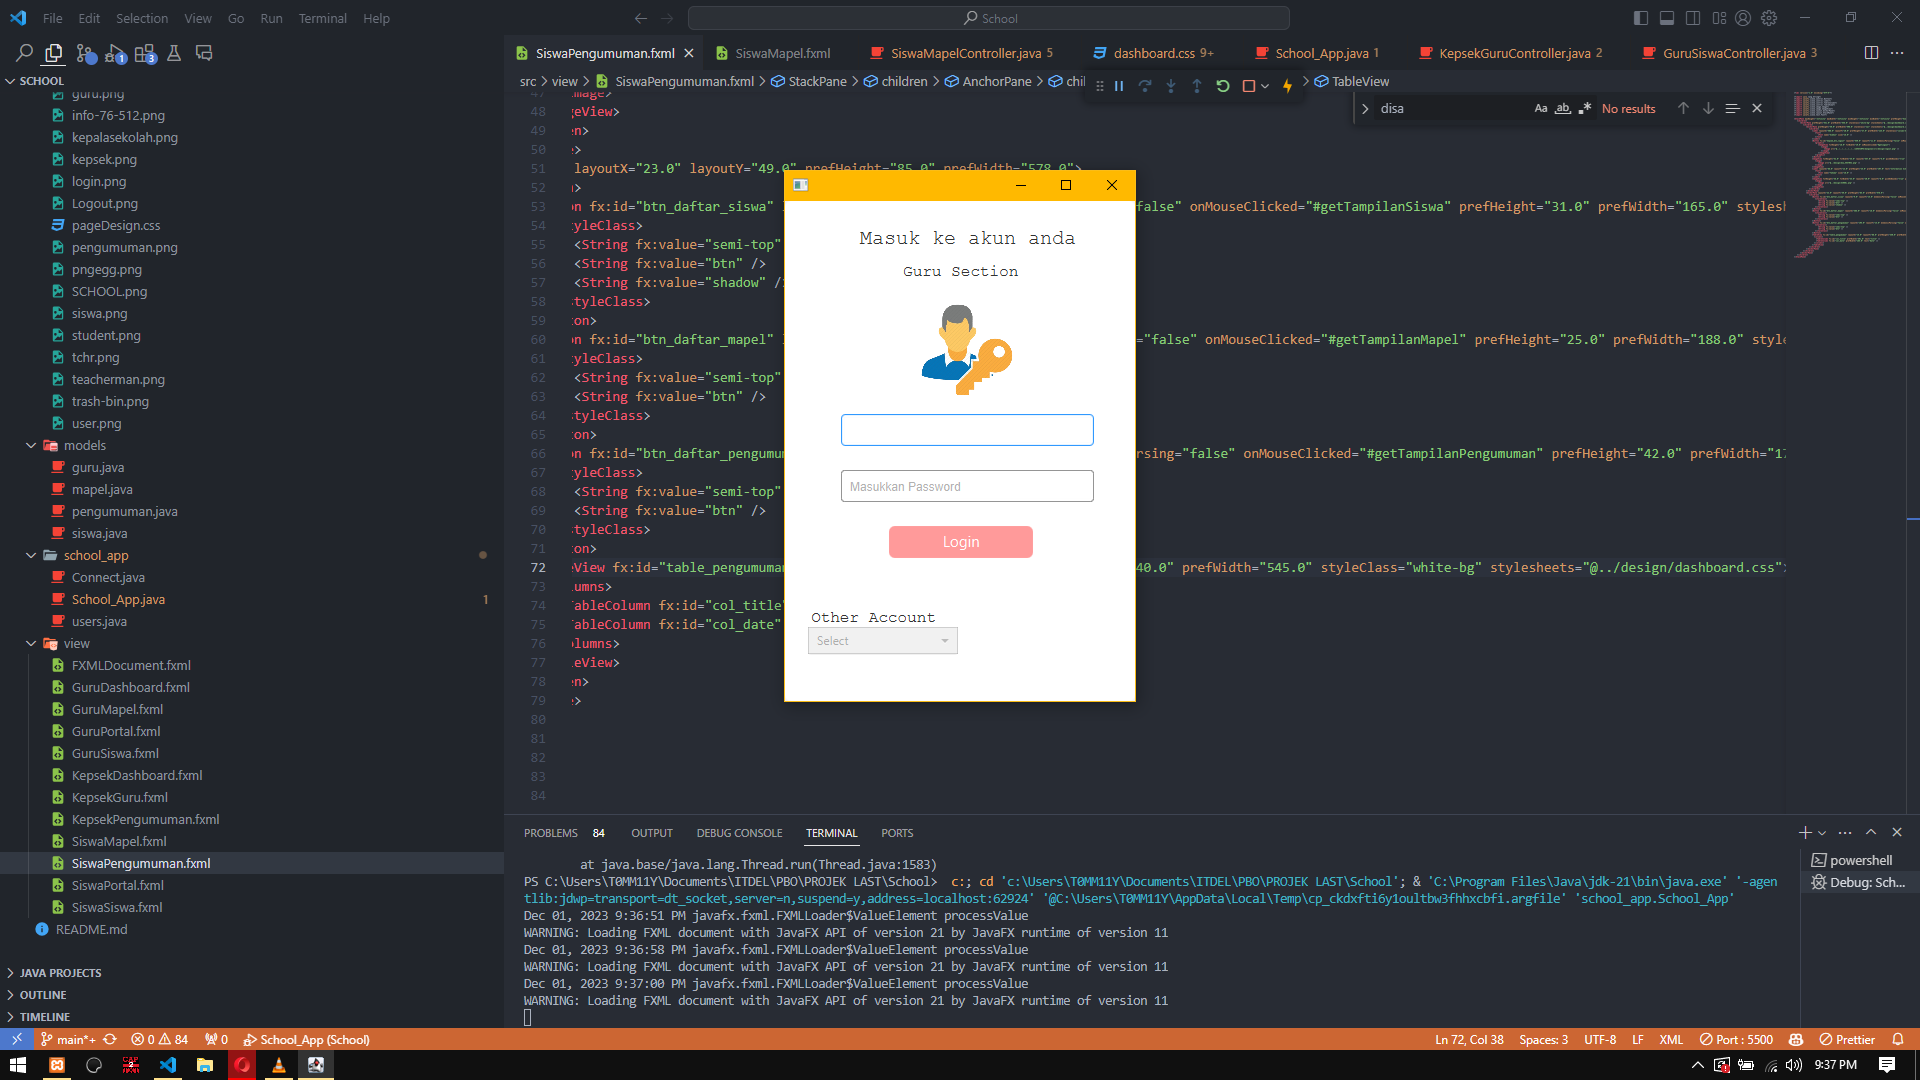 File Edit Selection View Go Run Terminal Help
School
SiswaPengumuman.fxml
SiswaMapel.fxml
SiswaMapelController.java 5
dashboard.css 9+
School_App.java 1
KepsekGuruController.java 2
GuruSiswaController.java 3
SCHOOL
src > view > SiswaPengumuman.fxml > StackPane > children > AnchorPane > chi
> TableView
disa
No results
guru.png
info-76-512.png
kepalasekolah.png
kepsek.png
login.png
Logout.png
pageDesign.css
pengumuman.png
pngegg.png
SCHOOL.png
siswa.png
student.png
tchr.png
teacherman.png
trash-bin.png
user.png
models
guru.java
mapel.java
pengumuman.java
siswa.java
school_app
Connect.java
School_App.java 1
users.java
view
FXMLDocument.fxml
GuruDashboard.fxml
GuruMapel.fxml
GuruPortal.fxml
GuruSiswa.fxml
KepsekDashboard.fxml
KepsekGuru.fxml
KepsekPengumuman.fxml
SiswaMapel.fxml
SiswaPengumuman.fxml
SiswaPortal.fxml
SiswaSiswa.fxml
README.md
JAVA PROJECTS
OUTLINE
TIMELINE
47 image>
48 geView>
49 en>
50 e>
51 layoutX="23.0" layoutY="49.0" prefHeight="85.0" prefWidth="578.0">
52 n>
53 on fx:id="btn_daftar_siswa" false" onMouseClicked="#getTampilanSiswa" prefHeight="31.0" prefWidth="165.0" stylesh
54 tyleClass>
55 <String fx:value="semi-top"
56 <String fx:value="btn" />
57 <String fx:value="shadow" /
58 styleClass>
59 ton>
60 on fx:id="btn_daftar_mapel" ="false" onMouseClicked="#getTampilanMapel" prefHeight="25.0" prefWidth="188.0" style
61 tyleClass>
62 <String fx:value="semi-top"
63 <String fx:value="btn" />
64 styleClass>
65 ton>
66 on fx:id="btn_daftar_pengumu rsing="false" onMouseClicked="#getTampilanPengumuman" prefHeight="42.0" prefWidth="17
67 tyleClass>
68 <String fx:value="semi-top"
69 <String fx:value="btn" />
70 styleClass>
71 ton>
72 eView fx:id="table_pengumuman 40.0" prefWidth="545.0" styleClass="white-bg" stylesheets="@../design/dashboard.css">
73 lumns>
74 TableColumn fx:id="col_title"
75 TableColumn fx:id="col_date"
76 olumns>
77 leView>
78 en>
79 e>
80
81
82
83
84
Masuk ke akun anda
Guru Section
Masukkan Password
Login
Other Account
Select
PROBLEMS 84 OUTPUT DEBUG CONSOLE TERMINAL PORTS
at java.base/java.lang.Thread.run(Thread.java:1583)
PS C:\Users\T0MM11Y\Documents\ITDEL\PBO\PROJEK LAST\School> c:; cd 'c:\Users\T0MM11Y\Documents\ITDEL\PBO\PROJEK LAST\School'; & 'C:\Program Files\Java\jdk-21\bin\java.exe' '-agen
tlib:jdwp=transport=dt_socket,server=n,suspend=y,address=localhost:62924' '@C:\Users\T0MM11Y\AppData\Local\Temp\cp_ckdxfti6y1oultbw3fhhxcbfi.argfile' 'school_app.School_App'
Dec 01, 2023 9:36:51 PM javafx.fxml.FXMLLoader$ValueElement processValue
WARNING: Loading FXML document with JavaFX API of version 21 by JavaFX runtime of version 11
Dec 01, 2023 9:36:58 PM javafx.fxml.FXMLLoader$ValueElement processValue
WARNING: Loading FXML document with JavaFX API of version 21 by JavaFX runtime of version 11
Dec 01, 2023 9:37:00 PM javafx.fxml.FXMLLoader$ValueElement processValue
WARNING: Loading FXML document with JavaFX API of version 21 by JavaFX runtime of version 11
powershell
Debug: Sch...
main*+ 0 84 0 School_App (School) Ln 72, Col 38 Spaces: 3 UTF-8 LF XML Port : 5500 Prettier
9:37 PM